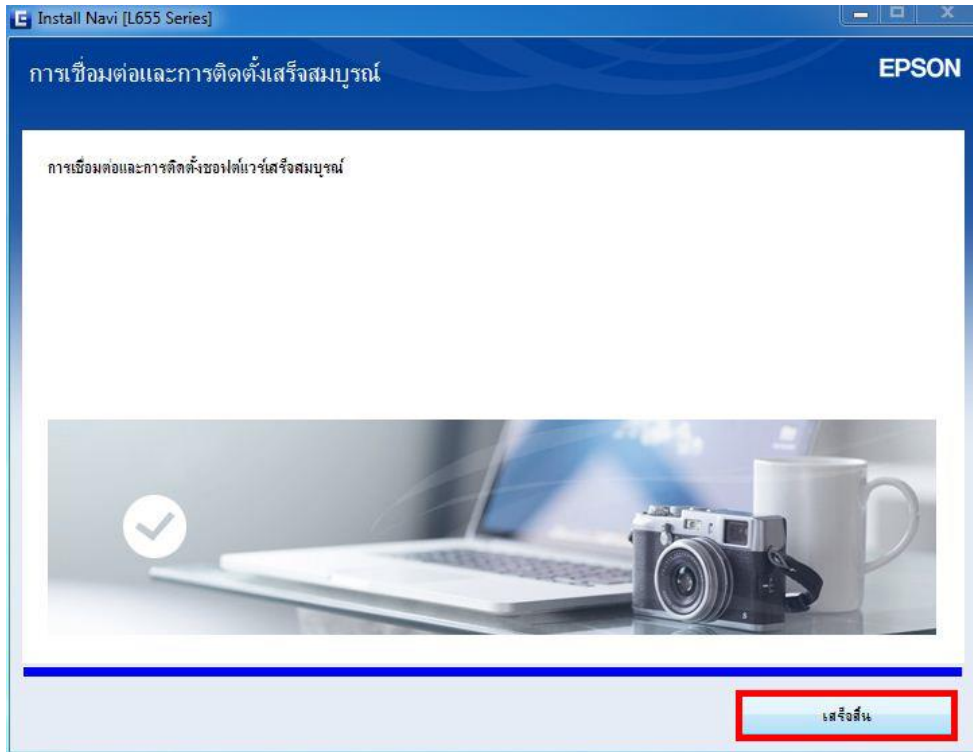 Install Navi [L655 Series]
การเชื่อมต่อและการติดตั้งเสร็จสมบูรณ์
EPSON
การเชื่อมต่อและการติดตั้งซอฟต์แวร์เสร็จสมบูรณ์
เสร็จสิ้น